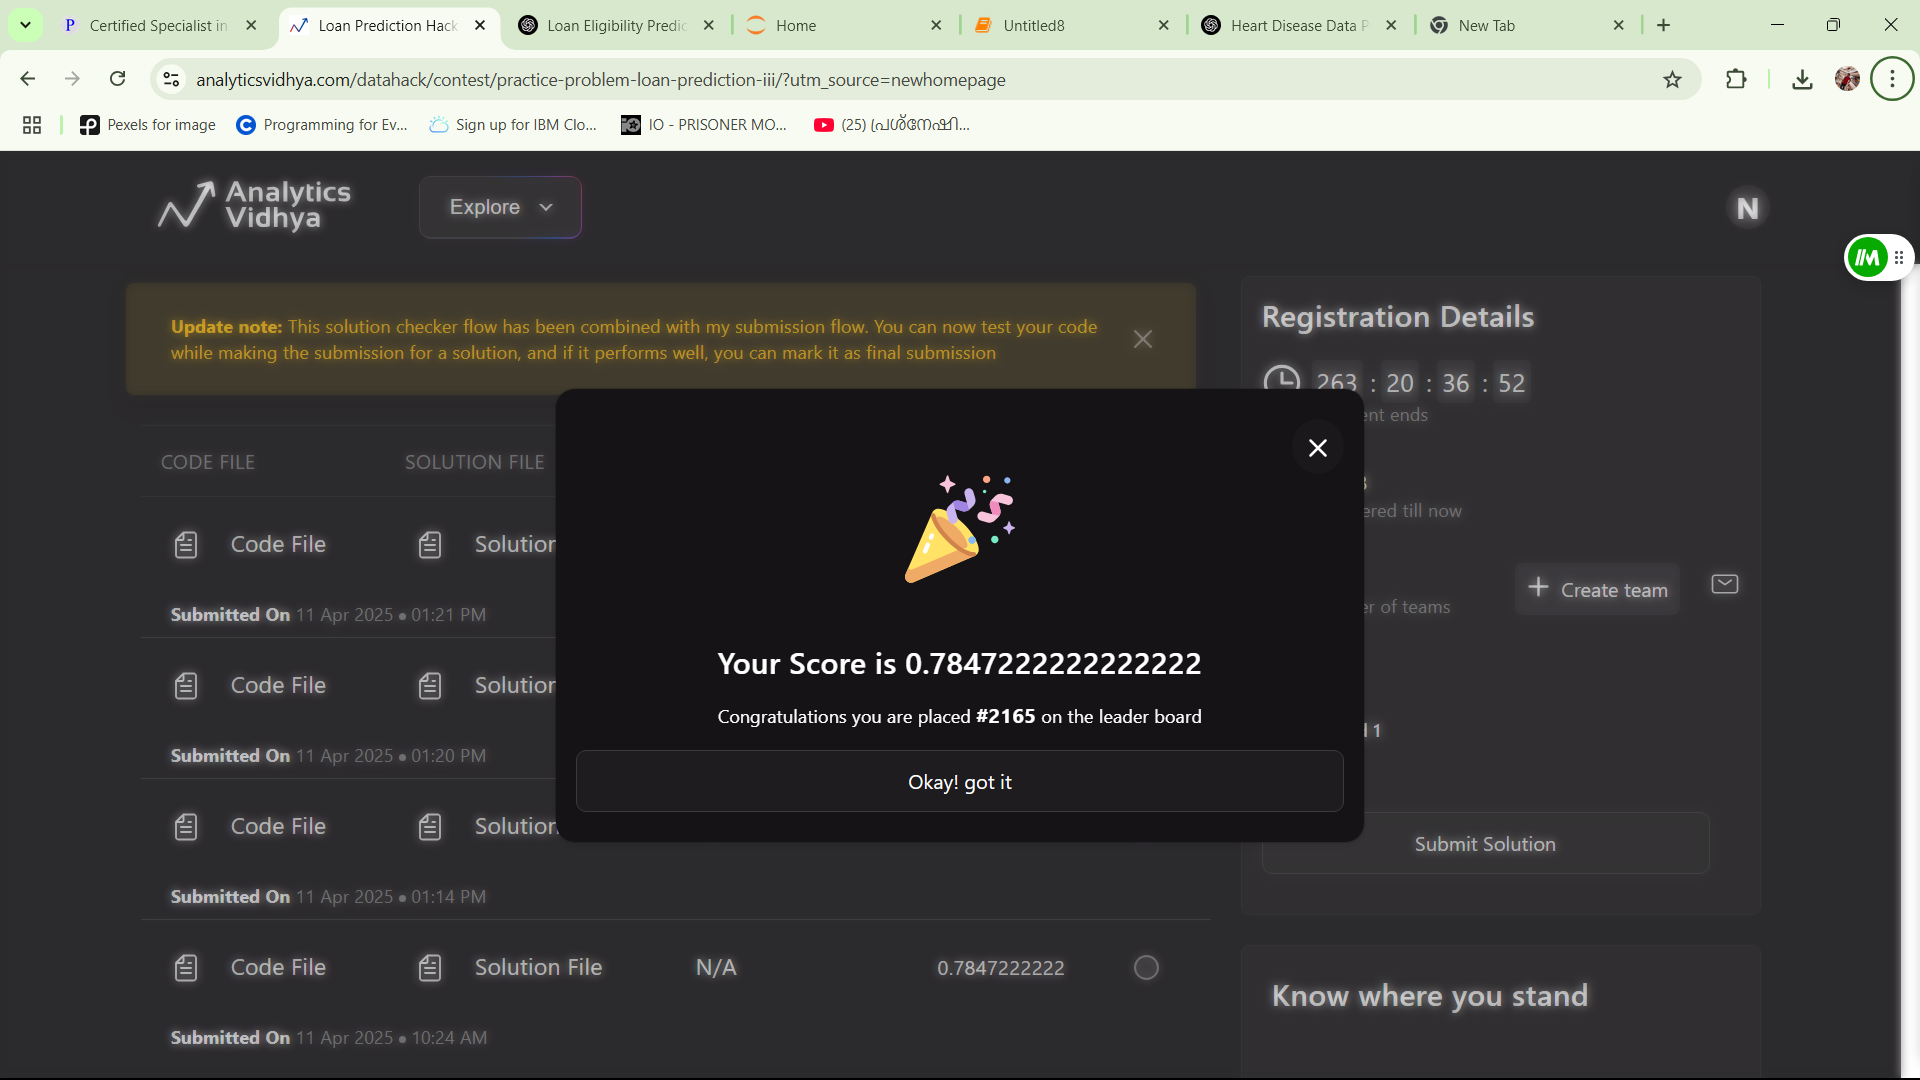 Certified Specialist in
Loan Prediction Hack
Loan Eligibility Predic
Home
Untitled8
Heart Disease Data P
New Tab
analyticsvidhya.com/datahack/contest/practice-problem-loan-prediction-iii/?utm_source=newhomepage
Pexels for image
Programming for Ev...
Sign up for IBM Clo...
IO - PRISONER MO...
(25) (പ്രശ്നേഷി...
Analytics
Vidhya
Explore
N
Update note: This solution checker flow has been combined with my submission flow. You can now test your code
while making the submission for a solution, and if it performs well, you can mark it as final submission
Registration Details
263 : 20 : 36 : 52
ent ends
CODE FILE SOLUTION FILE
ered till now
Code File Solution
Submitted On 11 Apr 2025 • 01:21 PM
Create team
er of teams
Your Score is 0.7847222222222222
Congratulations you are placed #2165 on the leader board
Okay! got it
Code File Solution
Submitted On 11 Apr 2025 • 01:20 PM
1
Code File Solution
Submitted On 11 Apr 2025 • 01:14 PM
Submit Solution
Code File Solution File N/A 0.7847222222
Submitted On 11 Apr 2025 • 10:24 AM
Know where you stand